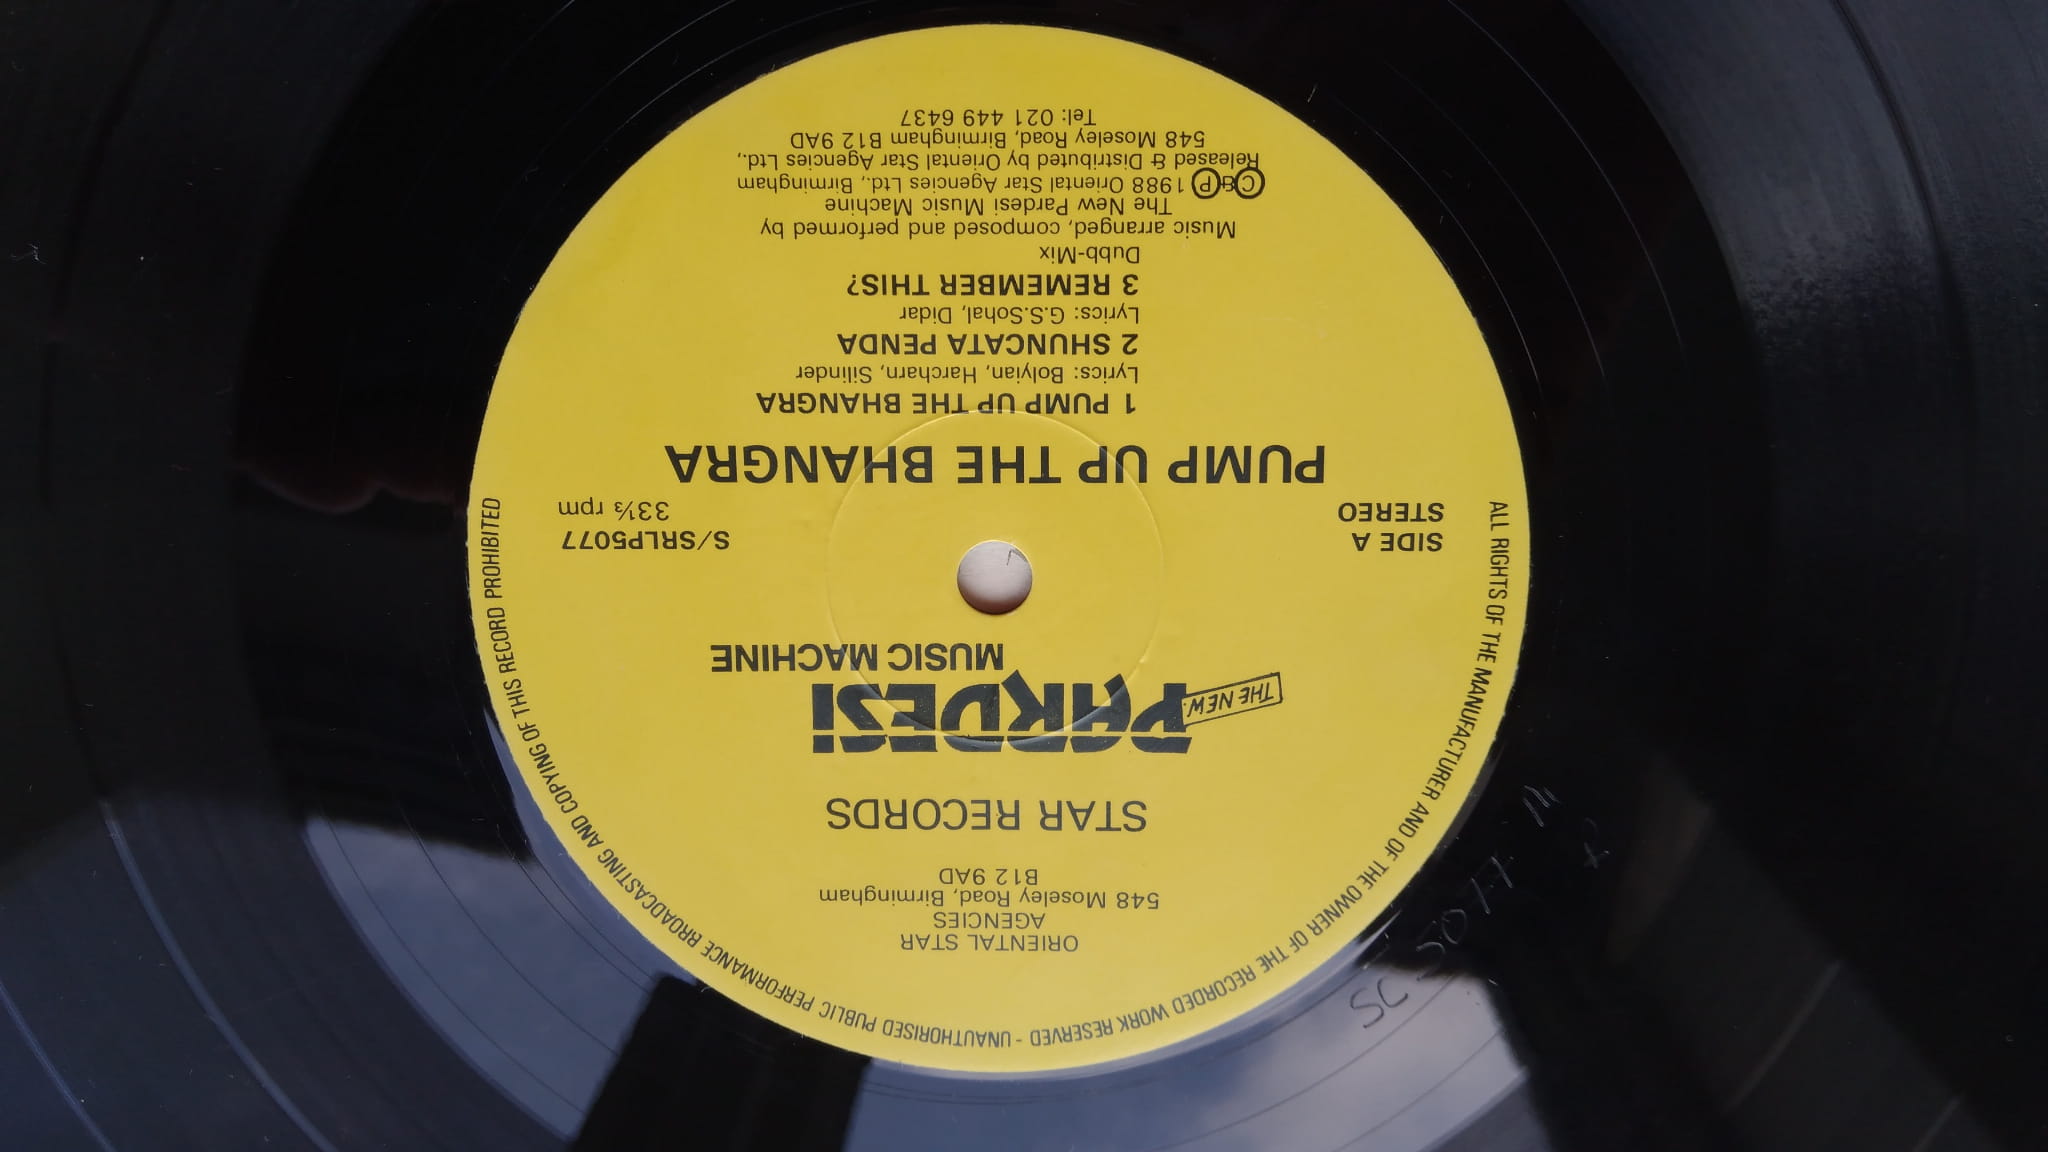 ORIENTAL STAR
AGENCIES
548 Moseley Road, Birmingham
B12 9AD
STAR RECORDS
THE NEW
PARDESI
MUSIC MACHINE
SIDE A
STEREO
S/SRLP5077
33⅓ rpm
PUMP UP THE BHANGRA
1 PUMP UP THE BHANGRA
Lyrics: Bolyian, Harcharn, Silinder
2 SHUNCATA PENDA
Lyrics: G.S.Sohal, Didar
3 REMEMBER THIS?
Dubb-Mix
Music arranged, composed and performed by
The New Pardesi Music Machine
Ⓒ&Ⓟ 1988 Oriental Star Agencies Ltd., Birmingham
Released & Distributed by Oriental Star Agencies Ltd.,
548 Moseley Road, Birmingham B12 9AD
Tel: 021 449 6437
ALL RIGHTS OF THE MANUFACTURER AND OF THE OWNER OF THE RECORDED WORK RESERVED - UNAUTHORISED PUBLIC PERFORMANCE BROADCASTING AND COPYING OF THIS RECORD PROHIBITED
SC 5077